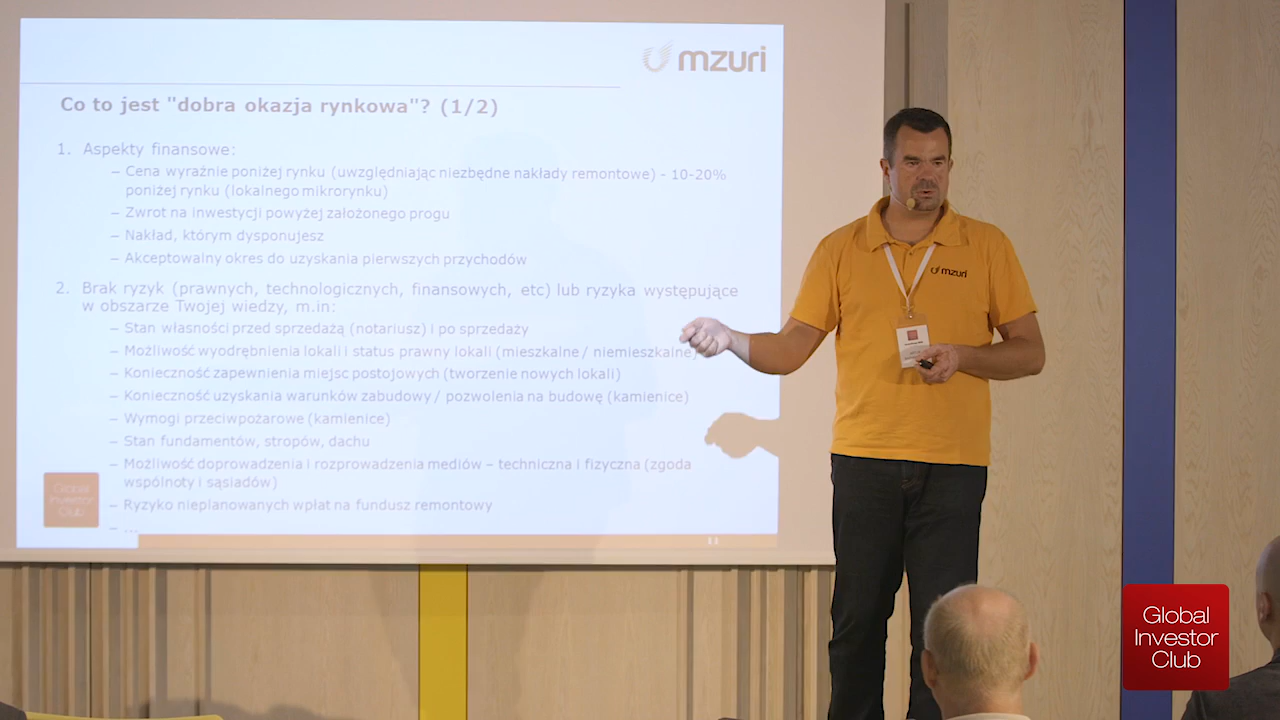 mzuri
Co to jest "dobra okazja rynkowa"? (1/2)
1. Aspekty finansowe:
– Cena wyraźnie poniżej rynku (uwzględniając niezbędne nakłady remontowe) - 10-20%
poniżej rynku (lokalnego mikrorynku)
– Zwrot na inwestycji powyżej założonego progu
– Nakład, którym dysponujesz
– Akceptowalny okres do uzyskania pierwszych przychodów
2. Brak ryzyk (prawnych, technologicznych, finansowych, etc) lub ryzyka występujące
w obszarze Twojej wiedzy, m.in:
– Stan własności przed sprzedażą (notariusz) i po sprzedaży
– Możliwość wyodrębnienia lokali i status prawny lokali (mieszkalne / niemieszkalne)
– Konieczność zapewnienia miejsc postojowych (tworzenie nowych lokali)
– Konieczność uzyskania warunków zabudowy / pozwolenia na budowę (kamienice)
– Wymogi przeciwpożarowe (kamienice)
– Stan fundamentów, stropów, dachu
– Możliwość doprowadzenia i rozprowadzenia mediów – techniczna i fizyczna (zgoda
wspólnoty i sąsiadów)
– Ryzyko nieplanowanych wpłat na fundusz remontowy
– ...
Global
Investor
Club
mzuri
Global
Investor
Club